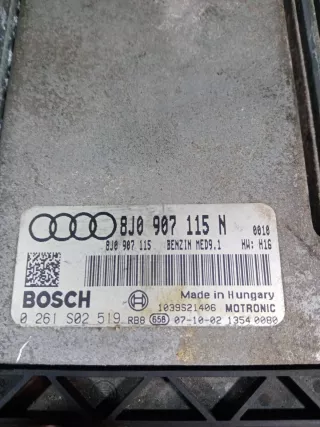 8J0 907 115 N 0010
8J0 907 115 BENZIN MED9.1 HW: H16
Made in Hungary
BOSCH 1039S21406 MOTRONIC
0 261 S02 519 RBB 658 07-10-02 1354 0080